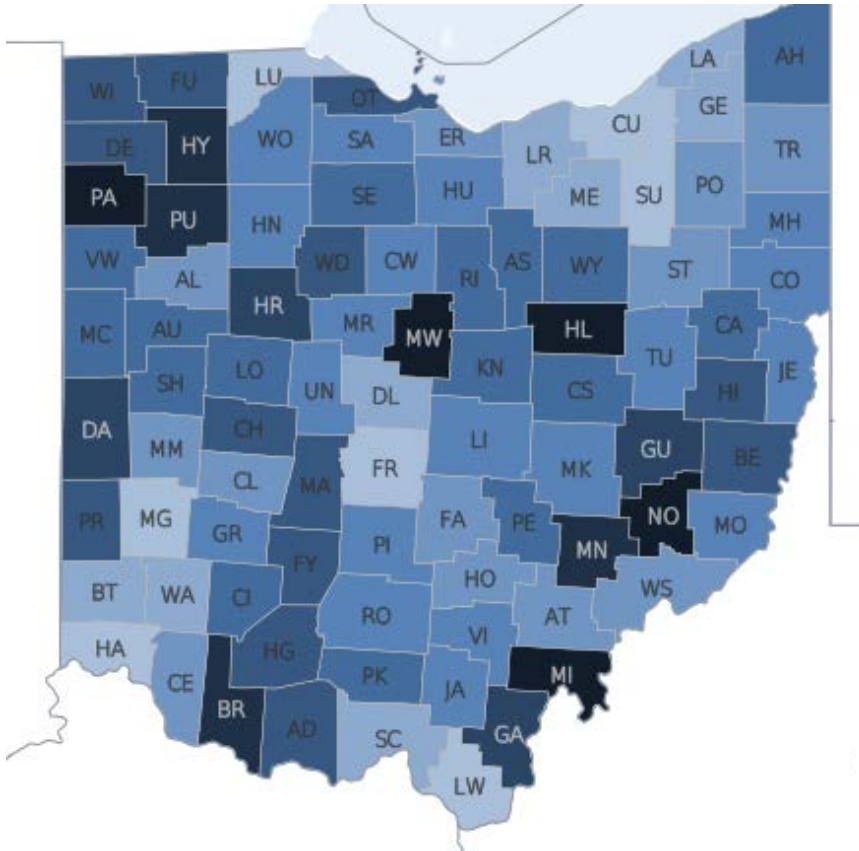 LA AH
WI FU LU OT
GE
CU
DE HY WO SA ER LR TR
PA SE HU ME SU PO
PU HN MH
VW AL WD CW RI AS WY ST CO
HR MR MW HL CA
MC AU TU
SH LO UN DL KN CS HI JE
DA CH LI GU BE
MM CL MA FR MK
PR MG GR PI FA PE NO MO
MN
BT WA CI FY HO AT WS
HA RO VI
CE HG PK JA MI
BR AD SC GA
LW